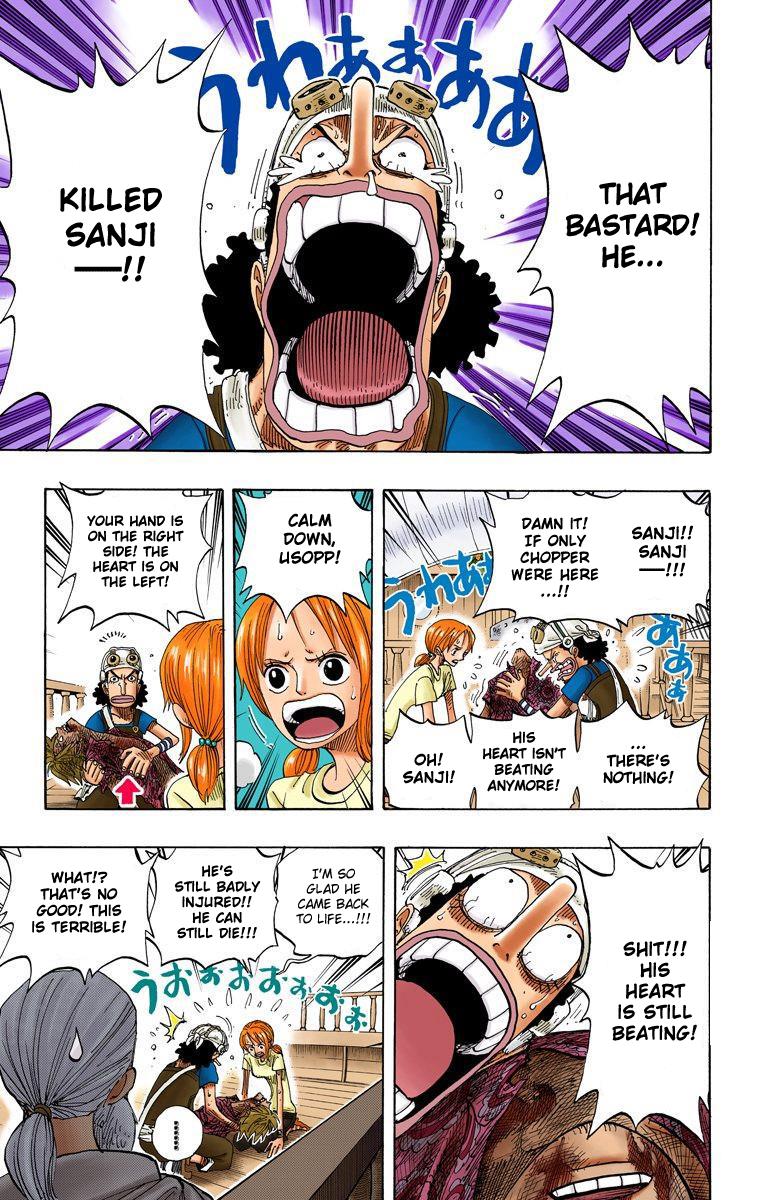 うわぁぁああ
THAT
BASTARD!
HE...
KILLED
SANJI
—!!
SANJI!!
SANJI
—!!!
DAMN IT!
IF ONLY
CHOPPER
WERE HERE
...!!
うわあぁ
ああぁ
...
THERE'S
NOTHING!
HIS
HEART ISN'T
BEATING
ANYMORE!
OH!
SANJI!
CALM
DOWN,
USOPP!
YOUR HAND IS
ON THE RIGHT
SIDE! THE
HEART IS ON
THE LEFT!
SHIT!!!
HIS
HEART
IS STILL
BEATING!
I'M SO
GLAD HE
CAME BACK
TO LIFE...!!!
HE'S
STILL BADLY
INJURED!!
HE CAN
STILL DIE!!!
WHAT!?
THAT'S NO
GOOD! THIS
IS TERRIBLE!
うおぉおぉおぉぉ
......